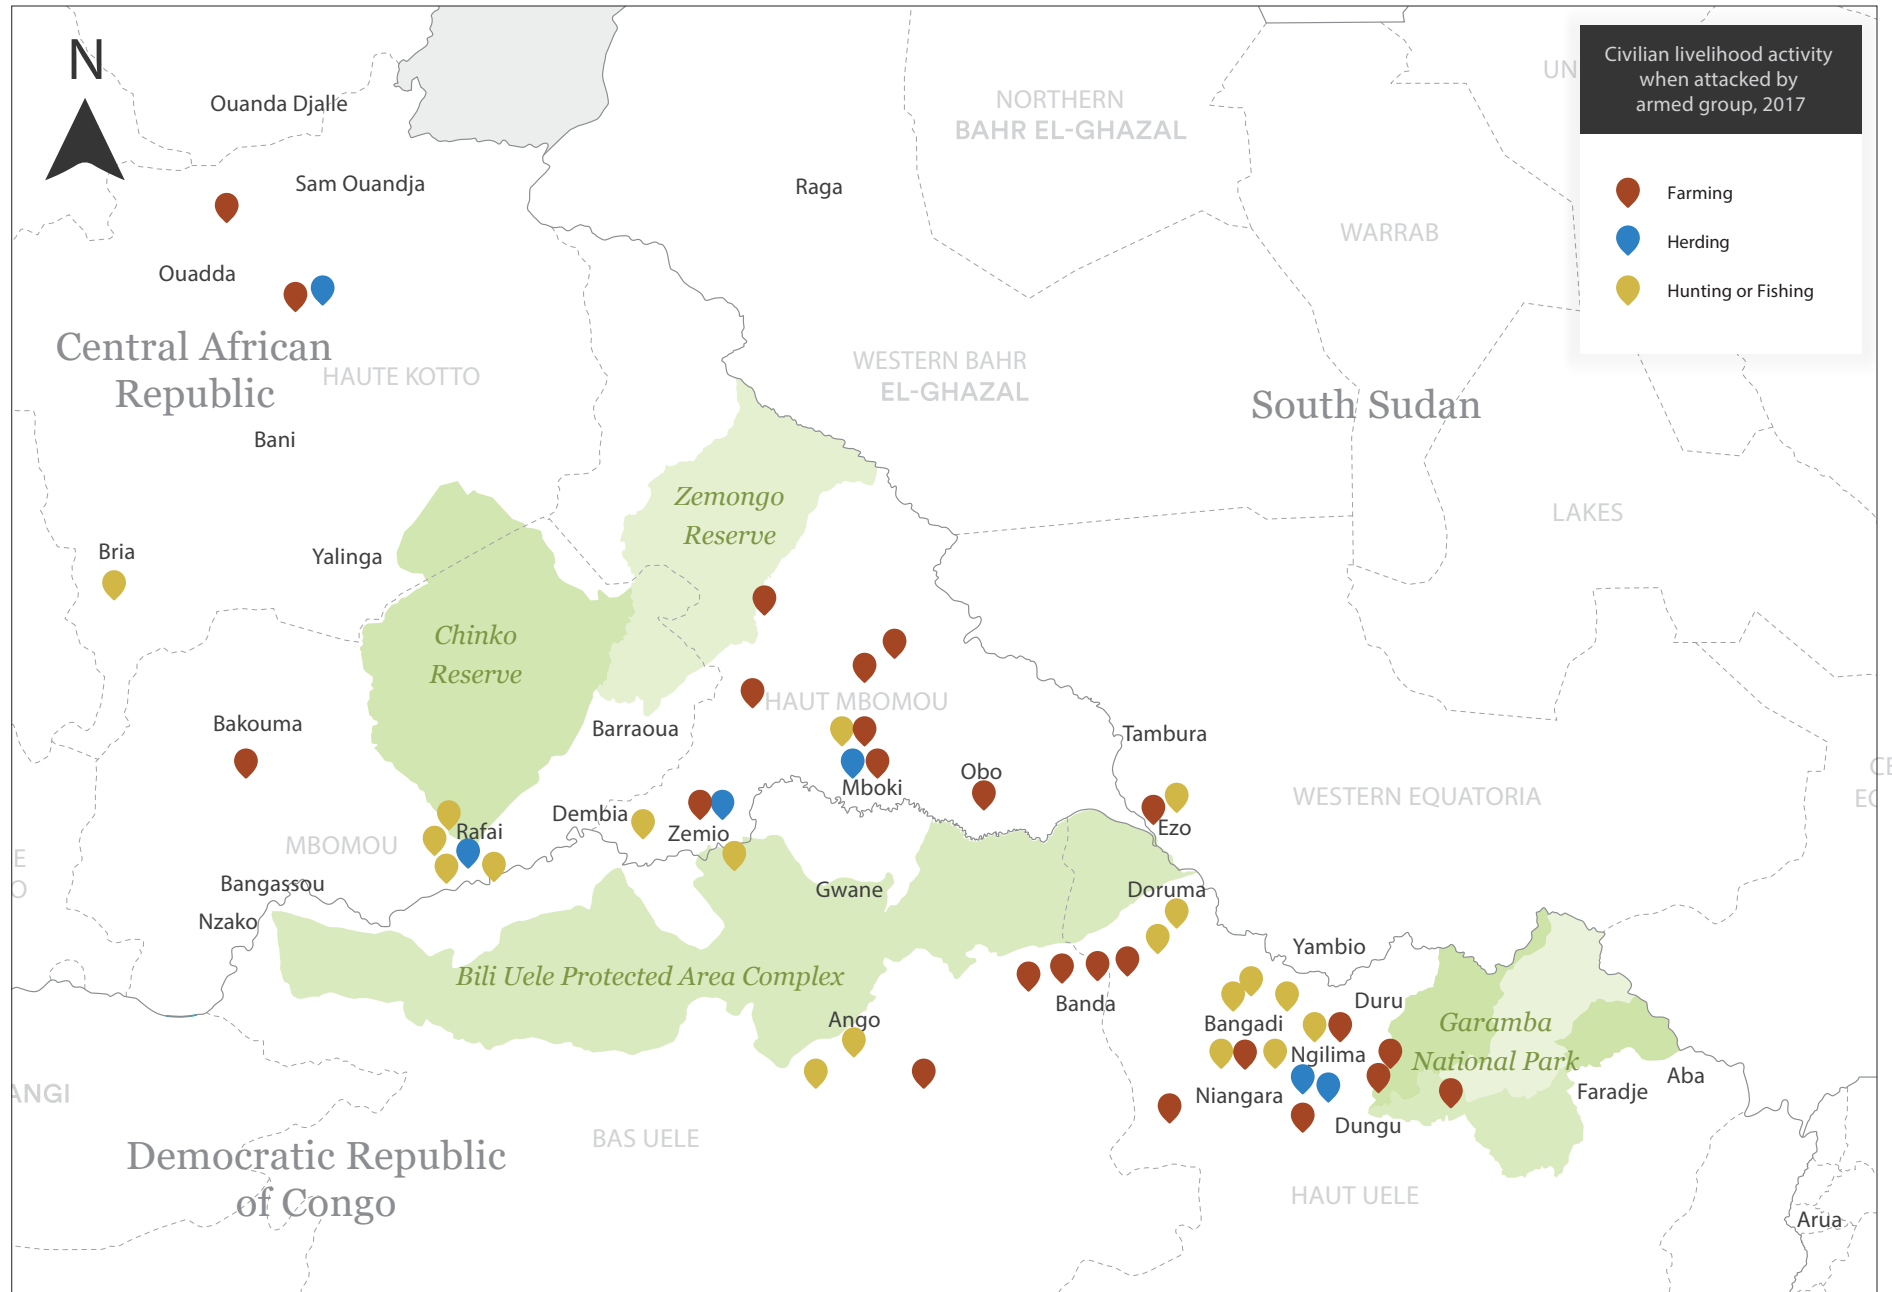 N
Ouanda Djalle
Sam Ouandja
Raga
NORTHERN
BAHR EL-GHAZAL
UN
Civilian livelihood activity
when attacked by
armed group, 2017
Farming
Herding
Hunting or Fishing
WARRAB
Ouadda
Central African
Republic
HAUTE KOTTO
WESTERN BAHR
EL-GHAZAL
South Sudan
Bani
Zemongo
Reserve
LAKES
Bria
Yalinga
Chinko
Reserve
Bakouma
Barraoua
HAUT MBOMOU
Tambura
Obo
Mboki
WESTERN EQUATORIA
CE
EQ
Dembia
Zemio
Rafai
MBOMOU
Ezo
E
O
Bangassou
Nzako
Gwane
Doruma
Yambio
Bili Uele Protected Area Complex
Banda
Ango
Duru
Bangadi
Ngilima
Garamba
National Park
Niangara
Faradje
Aba
Dungu
ANGI
Democratic Republic
of Congo
BAS UELE
HAUT UELE
Arua